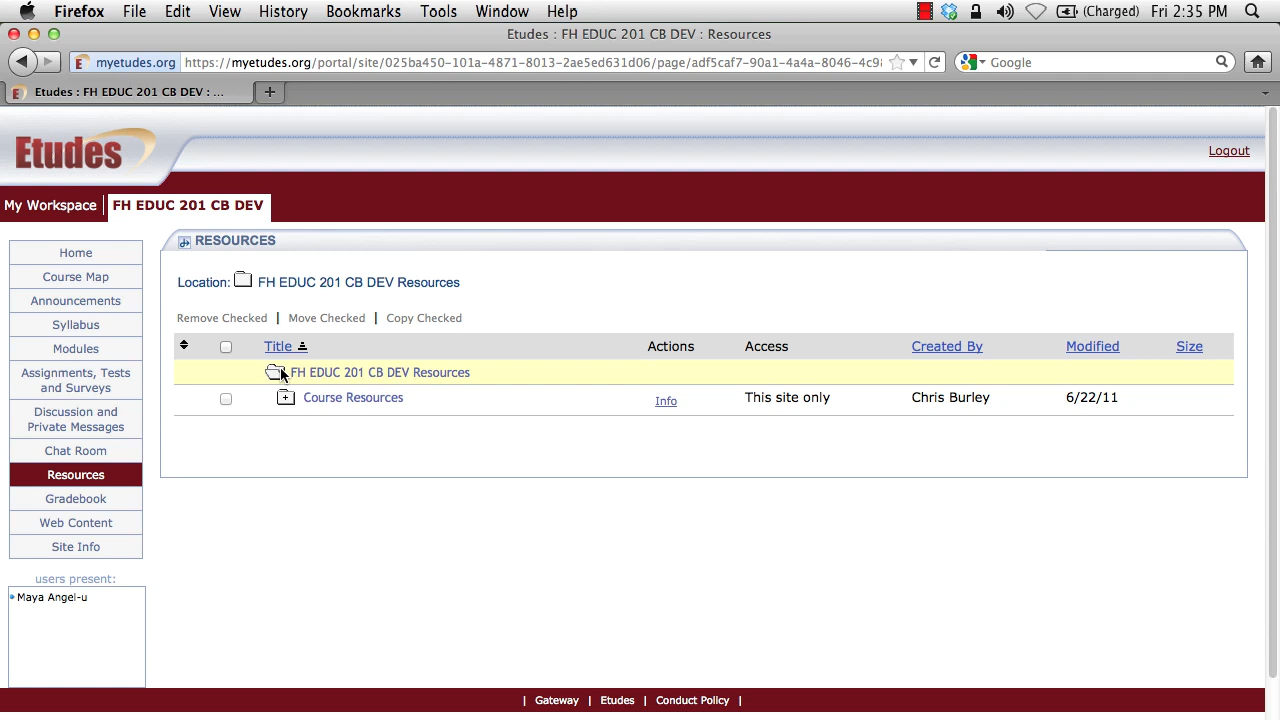 Firefox File Edit View History Bookmarks Tools Window Help (Charged) Fri 2:35 PM
Etudes : FH EDUC 201 CB DEV : Resources
myetudes.org https://myetudes.org/portal/site/025ba459-101a-4871-8913-2ae5ed631d06/page/adf5caf7-90a1-4a4a-8046-4c98 Google
Etudes : FH EDUC 201 CB DEV : ...
Etudes
Logout
My Workspace FH EDUC 201 CB DEV
Home
Course Map
Announcements
Syllabus
Modules
Assignments, Tests
and Surveys
Discussion and
Private Messages
Chat Room
Resources
Gradebook
Web Content
Site Info
users present:
Maya Angel-u
RESOURCES
Location: FH EDUC 201 CB DEV Resources
Remove Checked | Move Checked | Copy Checked
Title Actions Access Created By Modified Size
FH EDUC 201 CB DEV Resources
Course Resources Info This site only Chris Burley 6/22/11
| Gateway | Etudes | Conduct Policy |